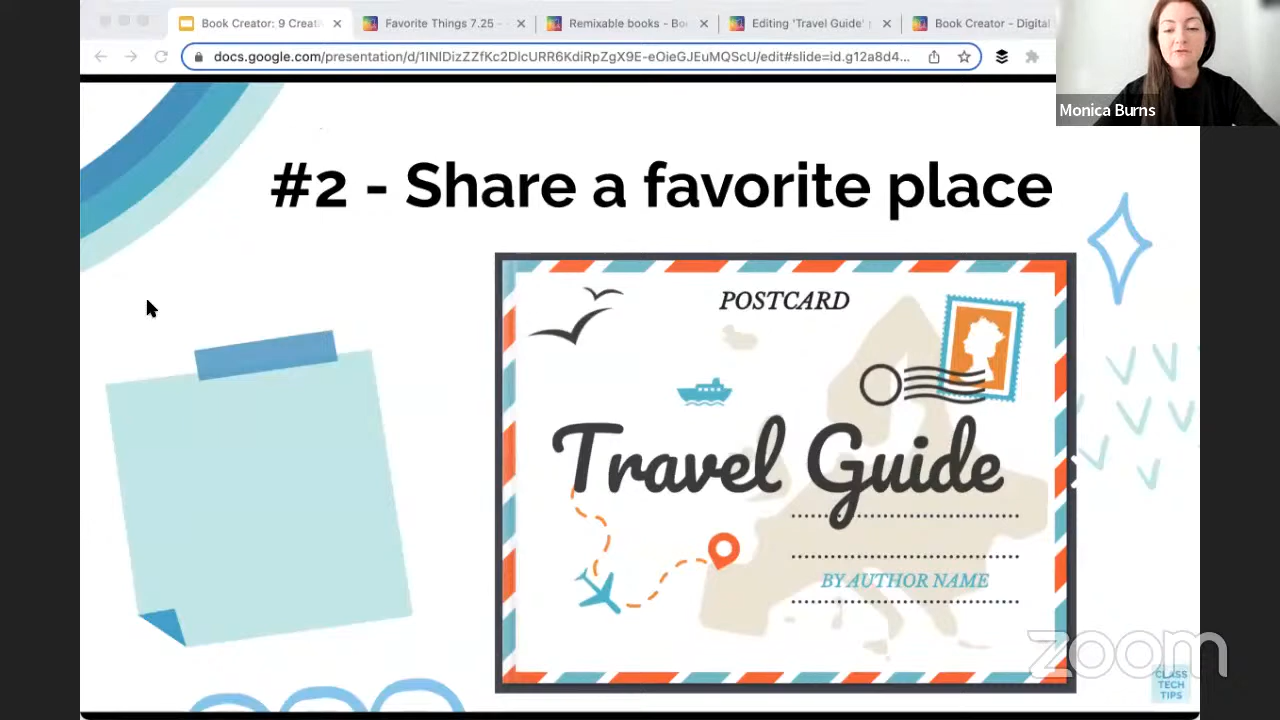 Book Creator: 9 Creati
Favorite Things 7.25 -
Remixable books - Bo
Editing 'Travel Guide'
Book Creator - Digital
docs.google.com/presentation/d/1INIDizZZfKc2DlcURR6KdiRpZgX9E-eOieGJEuMQScU/edit#slide=id.g12a8d4...
Monica Burns
#2 - Share a favorite place
POSTCARD
Travel Guide
BY AUTHOR NAME
zoom
CLASS
TECH
TIPS